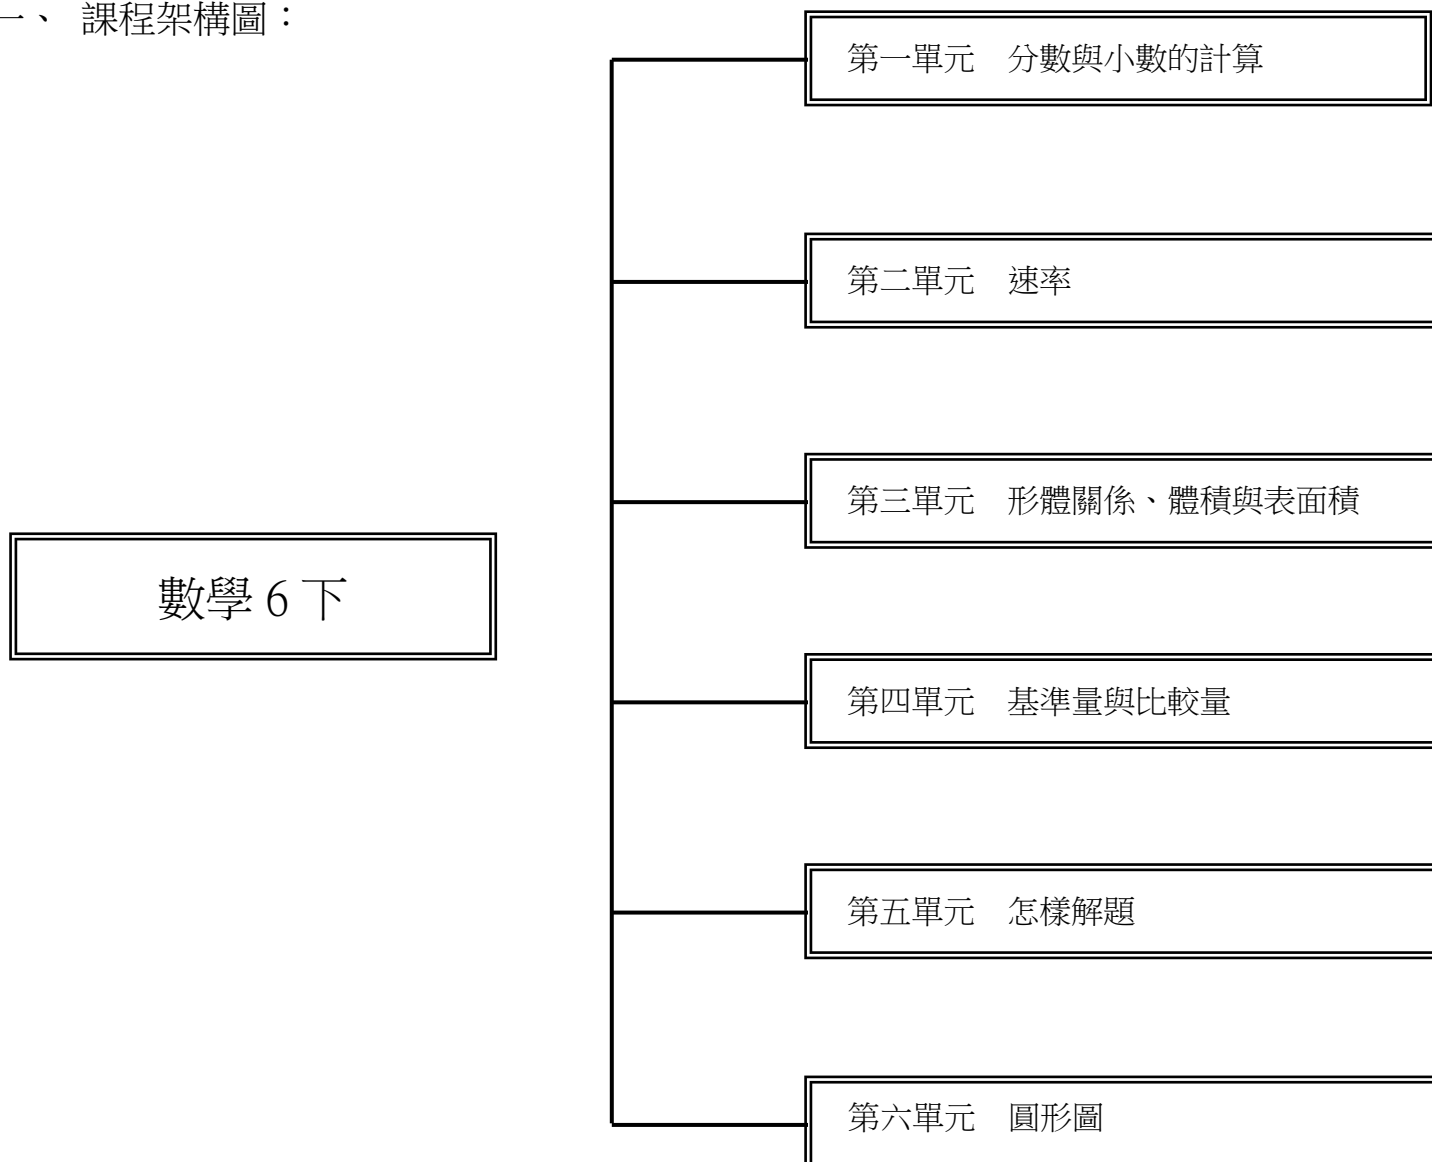 一、 課程架構圖：
第一單元　分數與小數的計算
第二單元　速率
第三單元　形體關係、體積與表面積
數學 6 下
第四單元　基準量與比較量
第五單元　怎樣解題
第六單元　圓形圖